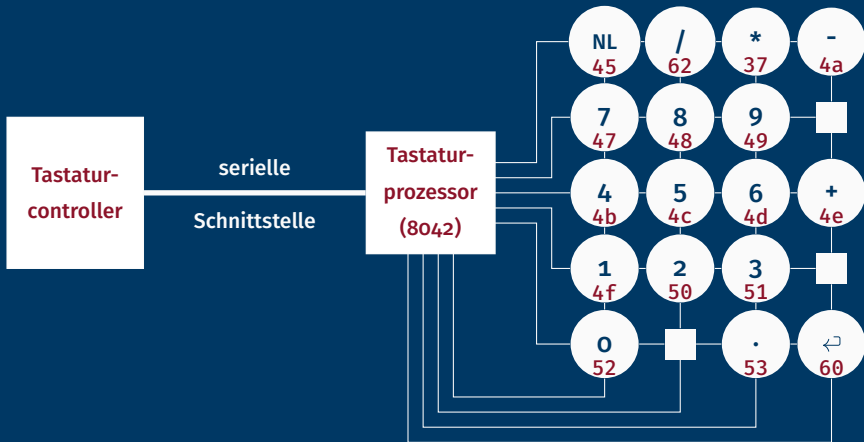 NL / * -
45 62 37 4a
7 8 9
47 48 49
Tastatur-
controller
serielle
Schnittstelle
Tastatur-
prozessor
(8042)
4 5 6 +
4b 4c 4d 4e
1 2 3
4f 50 51
0 . ↵
52 53 60